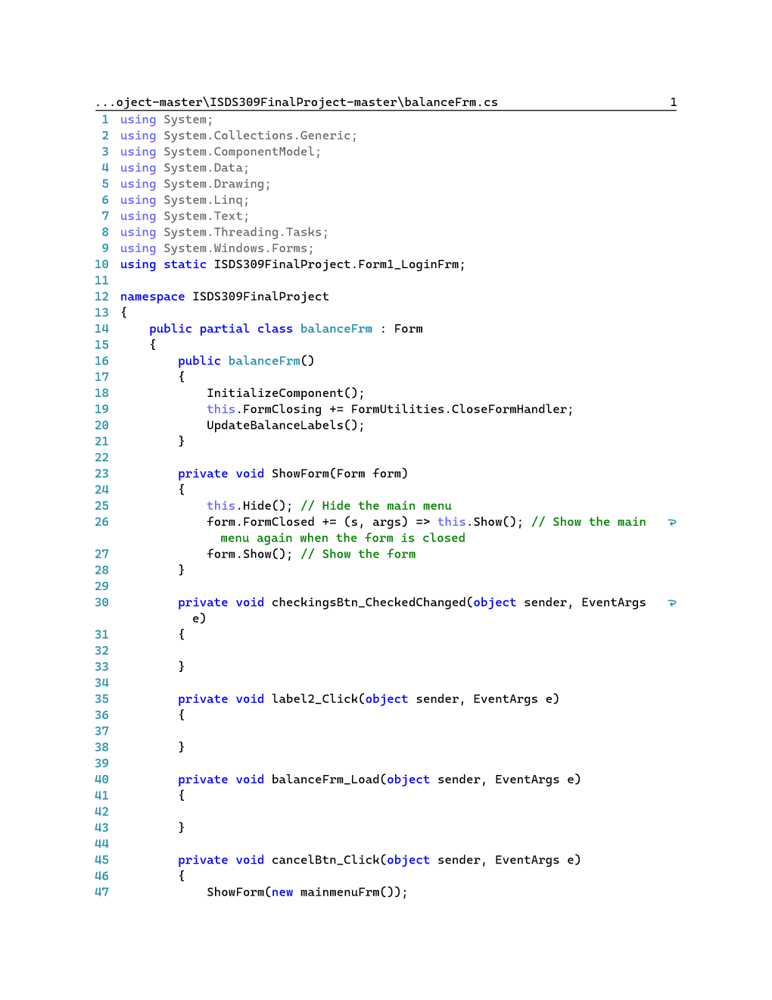 ...oject-master\ISDS309FinalProject-master\balanceFrm.cs 1
1 using System;
2 using System.Collections.Generic;
3 using System.ComponentModel;
4 using System.Data;
5 using System.Drawing;
6 using System.Linq;
7 using System.Text;
8 using System.Threading.Tasks;
9 using System.Windows.Forms;
10 using static ISDS309FinalProject.Form1_LoginFrm;
11
12 namespace ISDS309FinalProject
13 {
14     public partial class balanceFrm : Form
15     {
16         public balanceFrm()
17         {
18             InitializeComponent();
19             this.FormClosing += FormUtilities.CloseFormHandler;
20             UpdateBalanceLabels();
21         }
22
23         private void ShowForm(Form form)
24         {
25             this.Hide(); // Hide the main menu
26             form.FormClosed += (s, args) => this.Show(); // Show the main
               menu again when the form is closed
27             form.Show(); // Show the form
28         }
29
30         private void checkingsBtn_CheckedChanged(object sender, EventArgs
           e)
31         {
32
33         }
34
35         private void label2_Click(object sender, EventArgs e)
36         {
37
38         }
39
40         private void balanceFrm_Load(object sender, EventArgs e)
41         {
42
43         }
44
45         private void cancelBtn_Click(object sender, EventArgs e)
46         {
47             ShowForm(new mainmenuFrm());